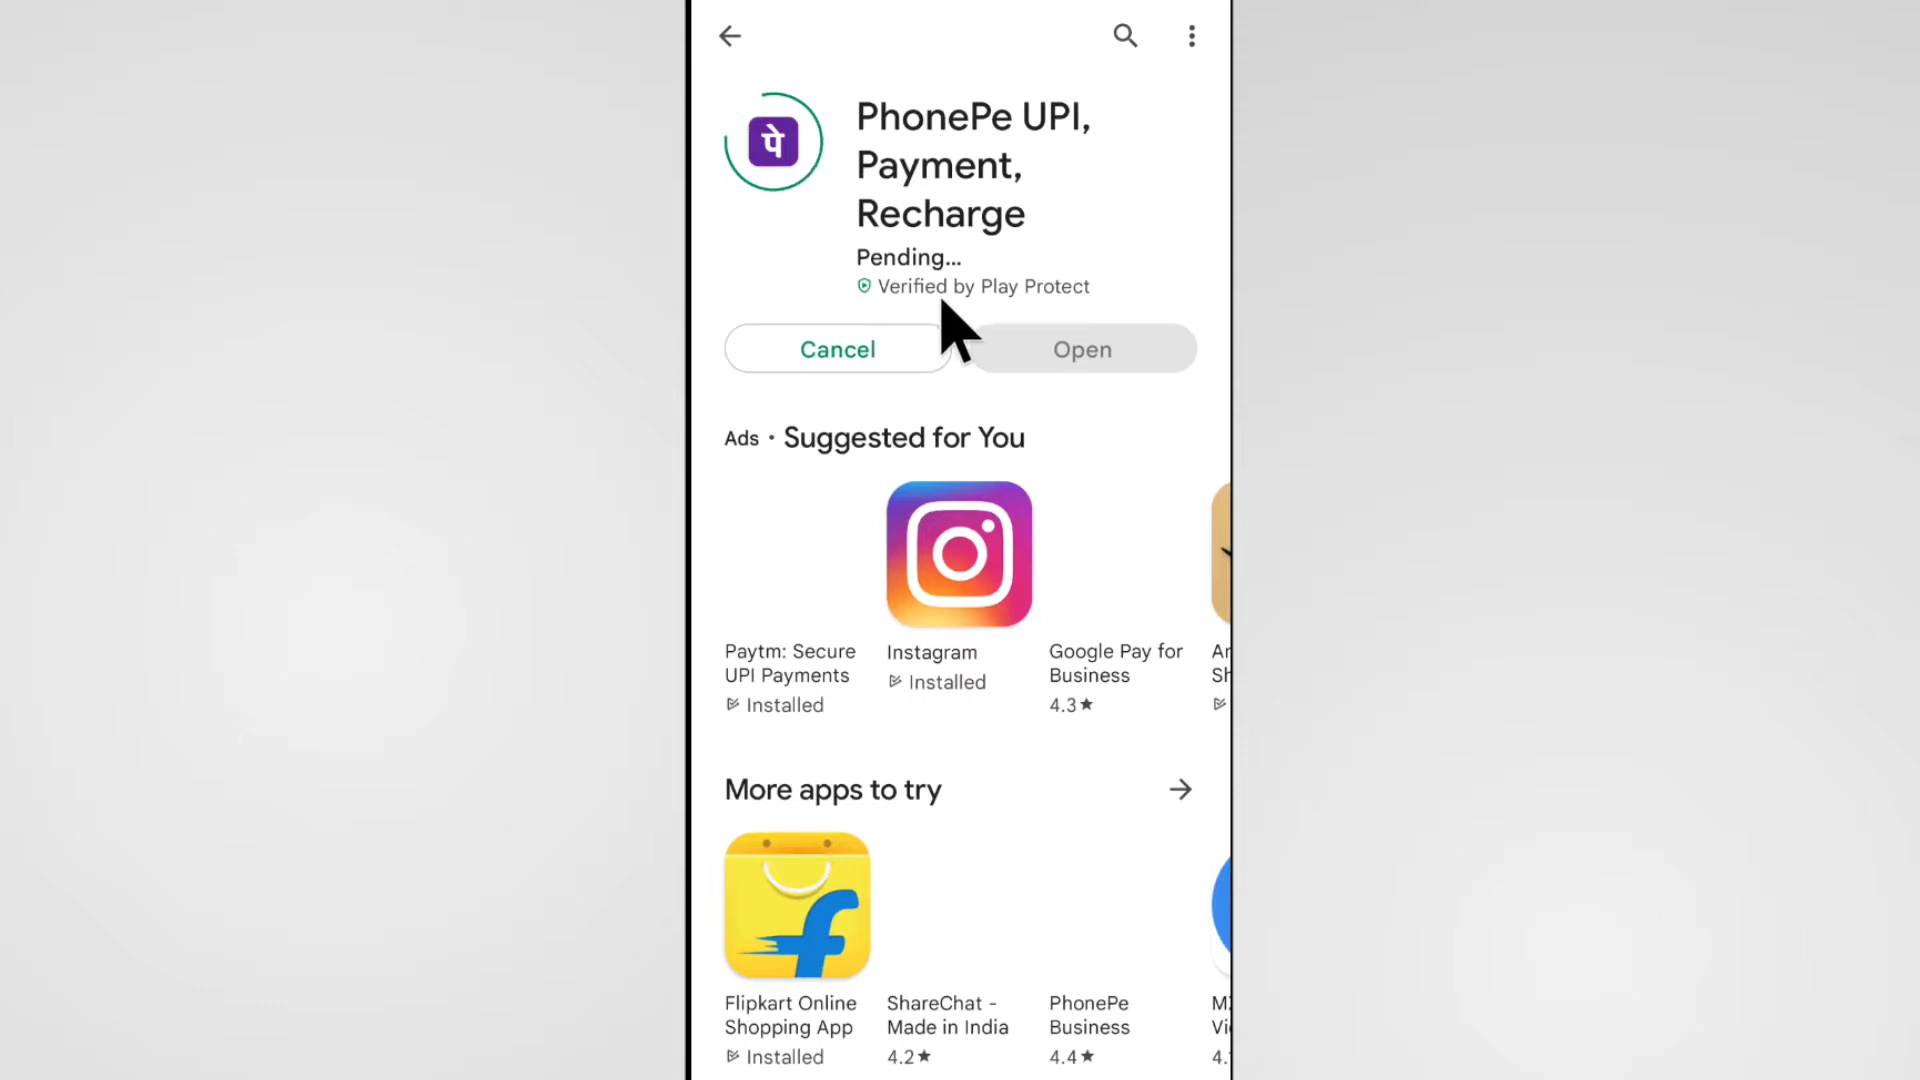 पे
PhonePe UPI,
Payment,
Recharge
Pending...
Verified by Play Protect
Cancel
Open
Ads • Suggested for You
Paytm: Secure
UPI Payments
Installed
Instagram
Installed
Google Pay for
Business
4.3★
More apps to try
f
Flipkart Online
Shopping App
Installed
ShareChat -
Made in India
4.2★
PhonePe
Business
4.4★